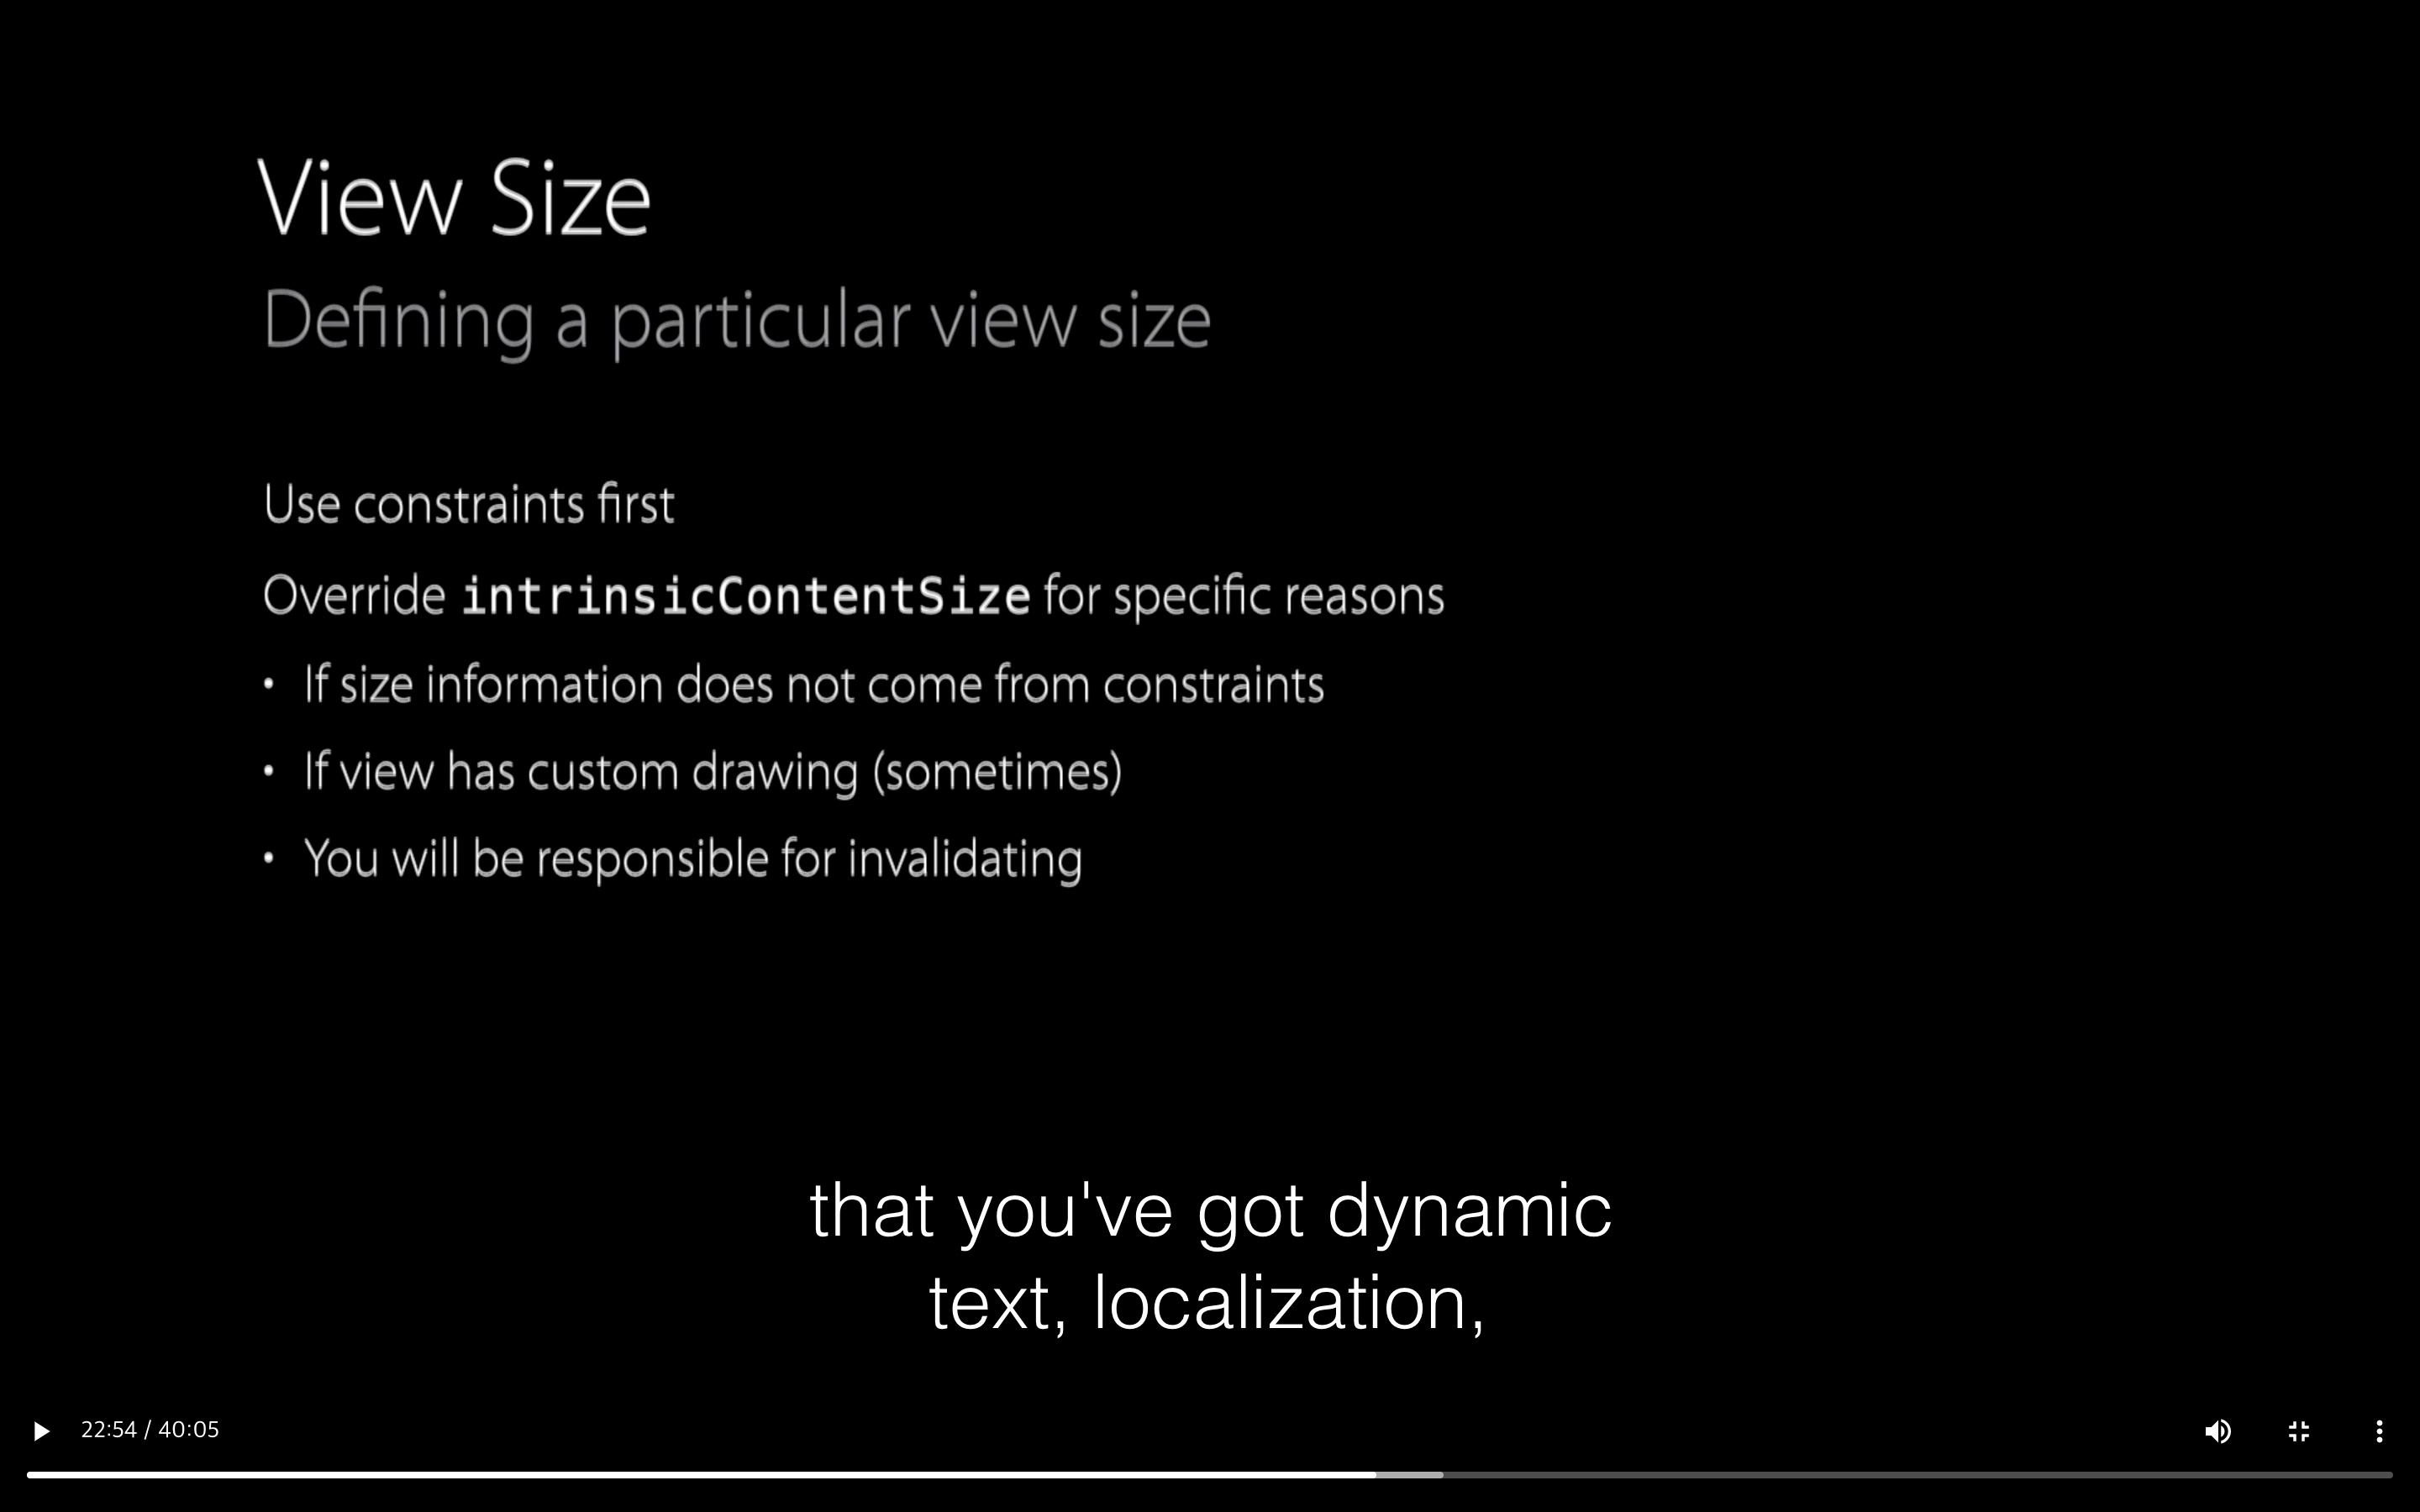 View Size
Defining a particular view size
Use constraints first
Override intrinsicContentSize for specific reasons
• If size information does not come from constraints
• If view has custom drawing (sometimes)
• You will be responsible for invalidating
that you've got dynamic
text, localization,
22:54 / 40:05